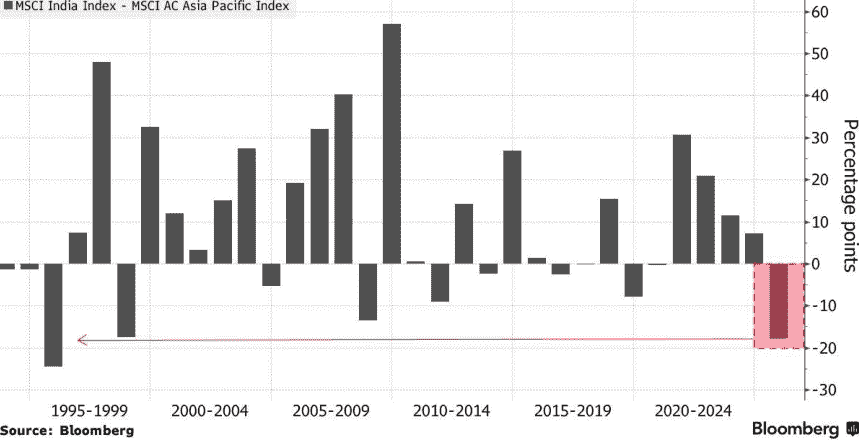 MSCI India Index - MSCI AC Asia Pacific Index
60
50
40
30
20
10
0
-10
-20
-30
Percentage points
1995-1999 2000-2004 2005-2009 2010-2014 2015-2019 2020-2024
Source: Bloomberg
Bloomberg